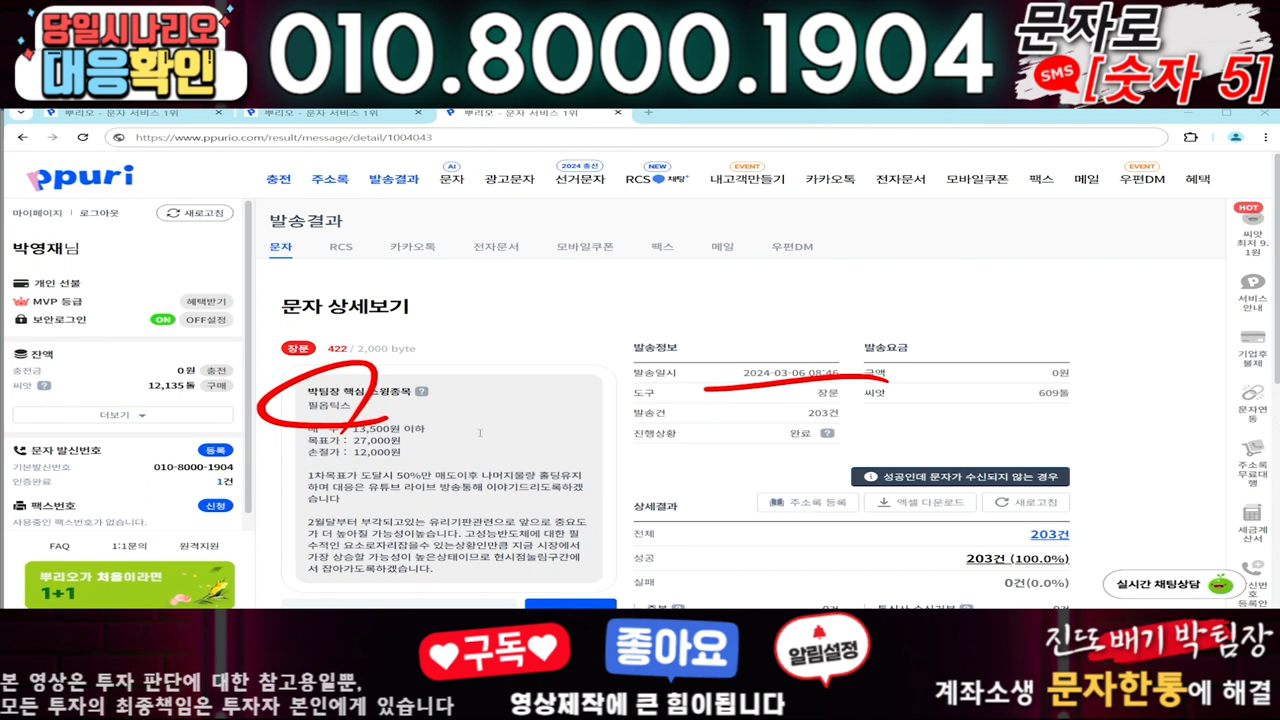 당일시나리오
대응확인
010.8000.1904
문자로
SMS
[숫자 5]
뿌리오 - 문자 서비스 1위
뿌리오 - 문자 서비스 1위
뿌리오 - 문자 서비스 1위
https://www.ppurio.com/result/message/detail/1004043
ppuri
충전
주소록
발송결과
AI
문자
광고문자
2024 총선
선거문자
NEW
RCS 채팅+
EVENT
내고객만들기
카카오톡
전자문서
모바일쿠폰
팩스
메일
EVENT
우편DM
혜택
마이페이지 | 로그아웃
새로고침
박영재님
개인 선불
MVP 등급
혜택받기
보안로그인
ON
OFF설정
잔액
충전금
0원
충전
씨앗 ?
12,135톨
구매
더보기
문자 발신번호
등록
기본발신번호
010-8000-1904
인증완료
1건
팩스번호
신청
사용중인 팩스번호가 없습니다.
FAQ
1:1문의
원격지원
뿌리오가 처음이라면
1+1
발송결과
문자
RCS
카카오톡
전자문서
모바일쿠폰
팩스
메일
우편DM
문자 상세보기
장문
422 / 2,000 byte
박팀장 핵심 스윙종목 ?
필옵틱스
13,500원 이하
목표가 : 27,000원
손절가 : 12,000원
1차목표가 도달시 50%만 매도이후 나머지물량 홀딩유지
하며 대응은 유튜브 라이브 방송통해 이야기드리도록하겠
습니다
2월달부터 부각되고있는 유리기판관련으로 앞으로 중요도
가 더 높아질 가능성이높습니다. 고성능반도체에 대한 필
수적인 요소로자리잡을수 있는상황인만큼 지금 시장에서
가장 상승할 가능성이 높은상태이므로 현시점눌림구간에
서 잡아가도록하겠습니다.
발송정보
발송일시
2024-03-06 08:46
도구
장문
발송건
203건
진행상황
완료 ?
발송요금
금액
0원
씨앗
609톨
성공인데 문자가 수신되지 않는 경우
상세결과
주소록 등록
엑셀 다운로드
새로고침
전체
203건
성공
203건 (100.0%)
실패
0건(0.0%)
HOT
씨앗
최저 9.
1원
서비스
안내
기업후
불제
문자연
동
주소록
무료대
행
세금계
산서
실시간 채팅상담
본 영상은 투자 판단에 대한 참고용일뿐,
모든 투자의 최종책임은 투자자 본인에게 있습니다
구독
좋아요
알림설정
영상제작에 큰 힘이됩니다
진또배기 박팀장
계좌소생 문자한통에 해결